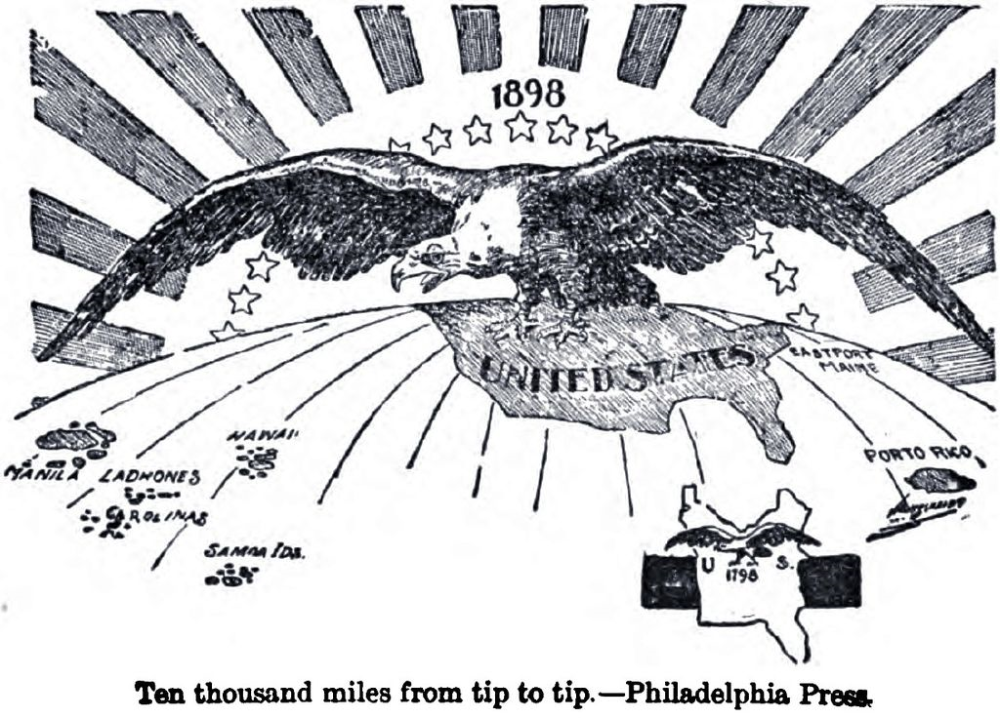 1898
UNITED STATES
EASTPORT
MAINE
HAWAII
MANILA
LADRONES
CAROLINAS
SAMOA IDS.
PORTO RICO
U S.
1798
Ten thousand miles from tip to tip.—Philadelphia Press.